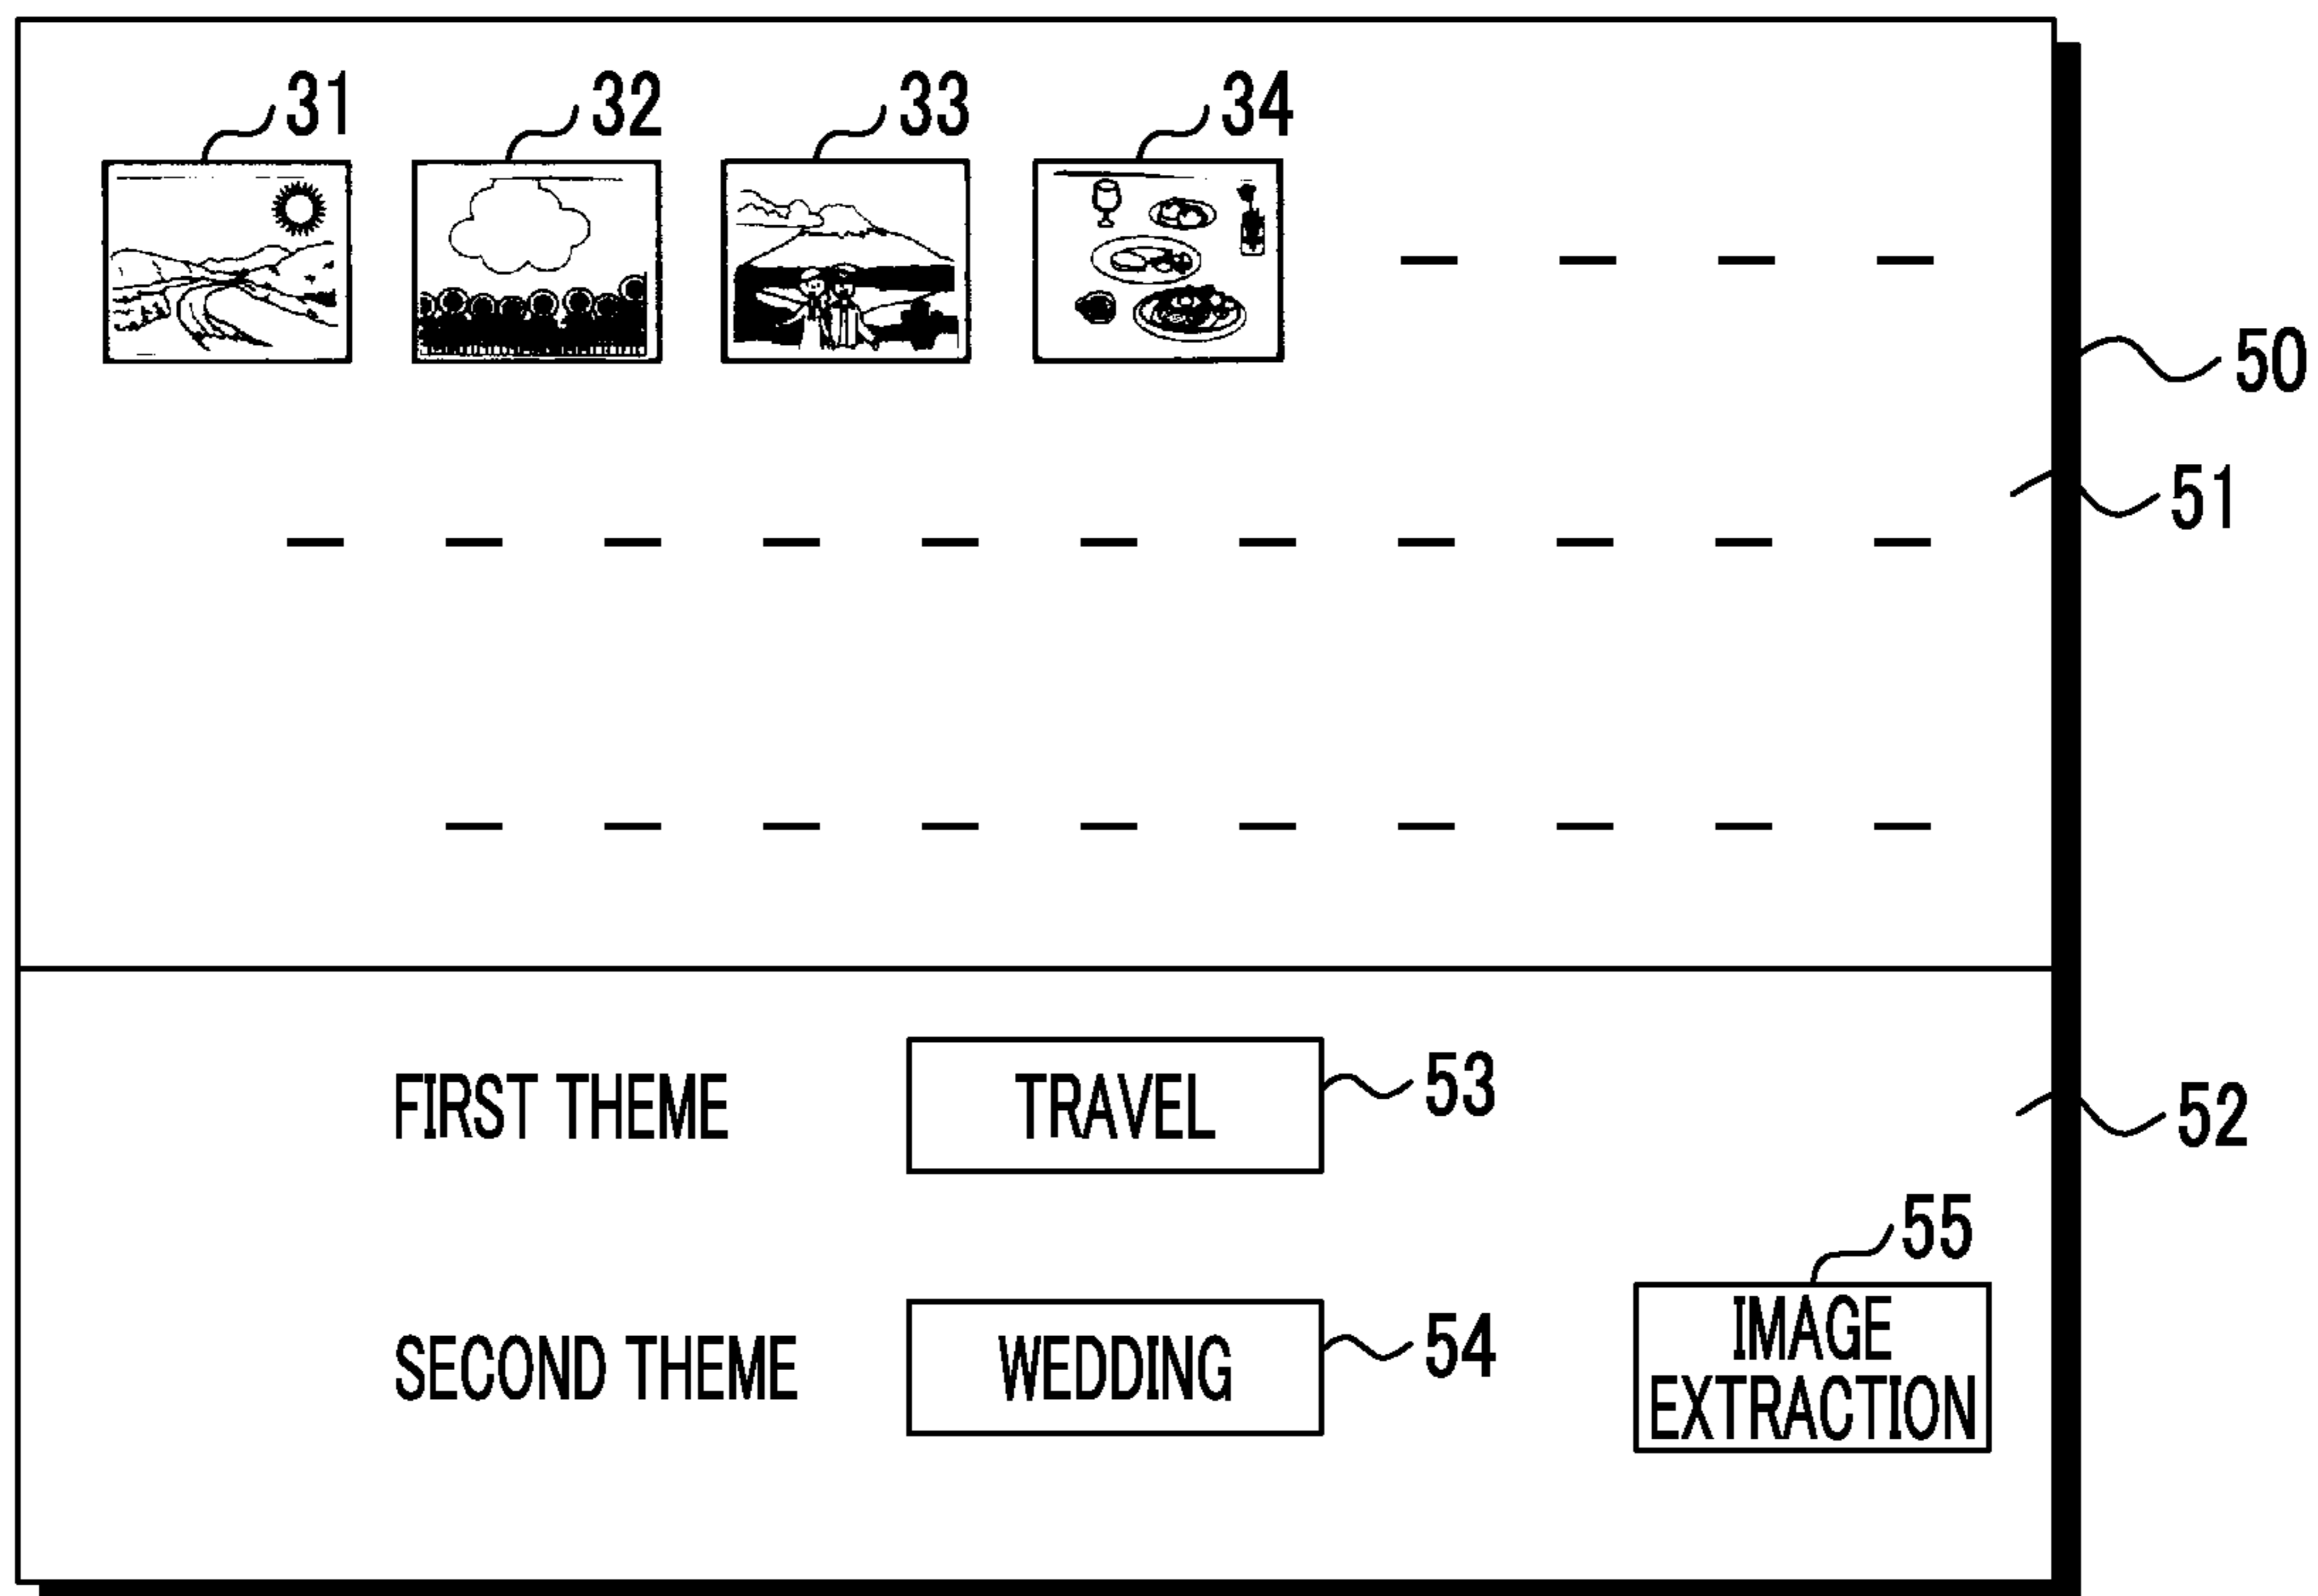 31 32 33 34
50
51
FIRST THEME TRAVEL 53
52
55
SECOND THEME WEDDING 54
IMAGE
EXTRACTION